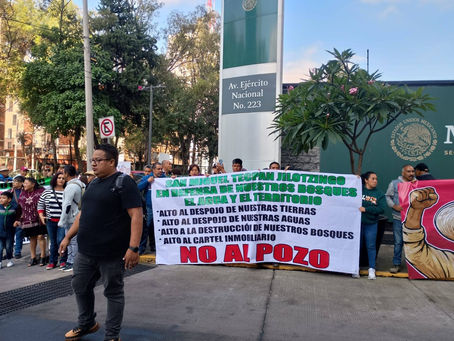 Av. Ejército
Nacional
No. 223
SAN MIGUEL TECPAN JILOTZINGO
EN DEFENSA DE NUESTROS BOSQUES
EL AGUA Y EL TERRITORIO
*ALTO AL DESPOJO DE NUESTRAS TIERRAS
*ALTO AL DESPOJO DE NUESTRAS AGUAS
*ALTO A LA DESTRUCCIÓN DE NUESTROS BOSQUES
*ALTO AL CARTEL INMOBILIARIO
NO AL POZO